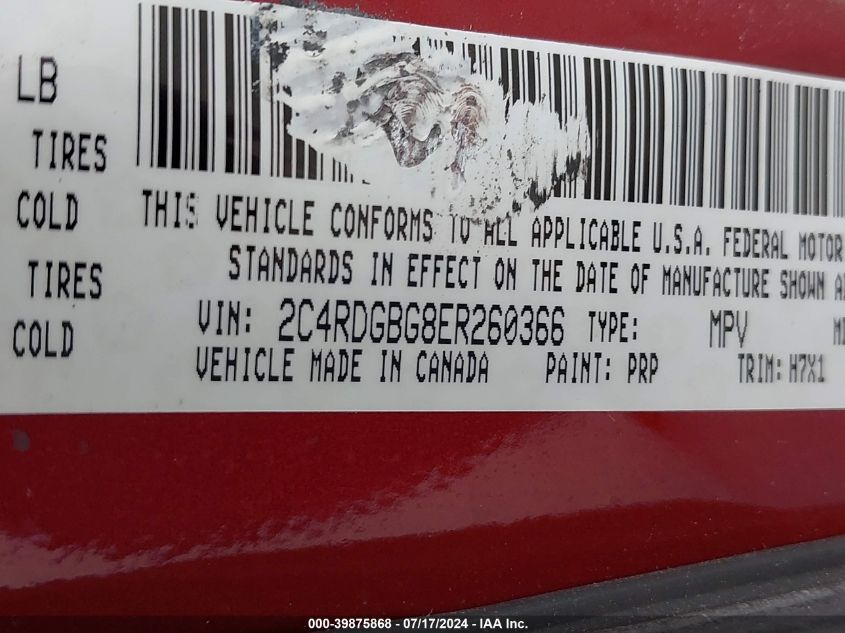 LB
TIRES
COLD
THIS VEHICLE CONFORMS TO ALL APPLICABLE U.S.A. FEDERAL MOTOR
TIRES
STANDARDS IN EFFECT ON THE DATE OF MANUFACTURE SHOWN A
COLD
VIN: 2C4RDGBG8ER260366 TYPE: MPV
VEHICLE MADE IN CANADA PAINT: PRP TRIM: H7X1
000-39875868 - 07/17/2024 - IAA Inc.